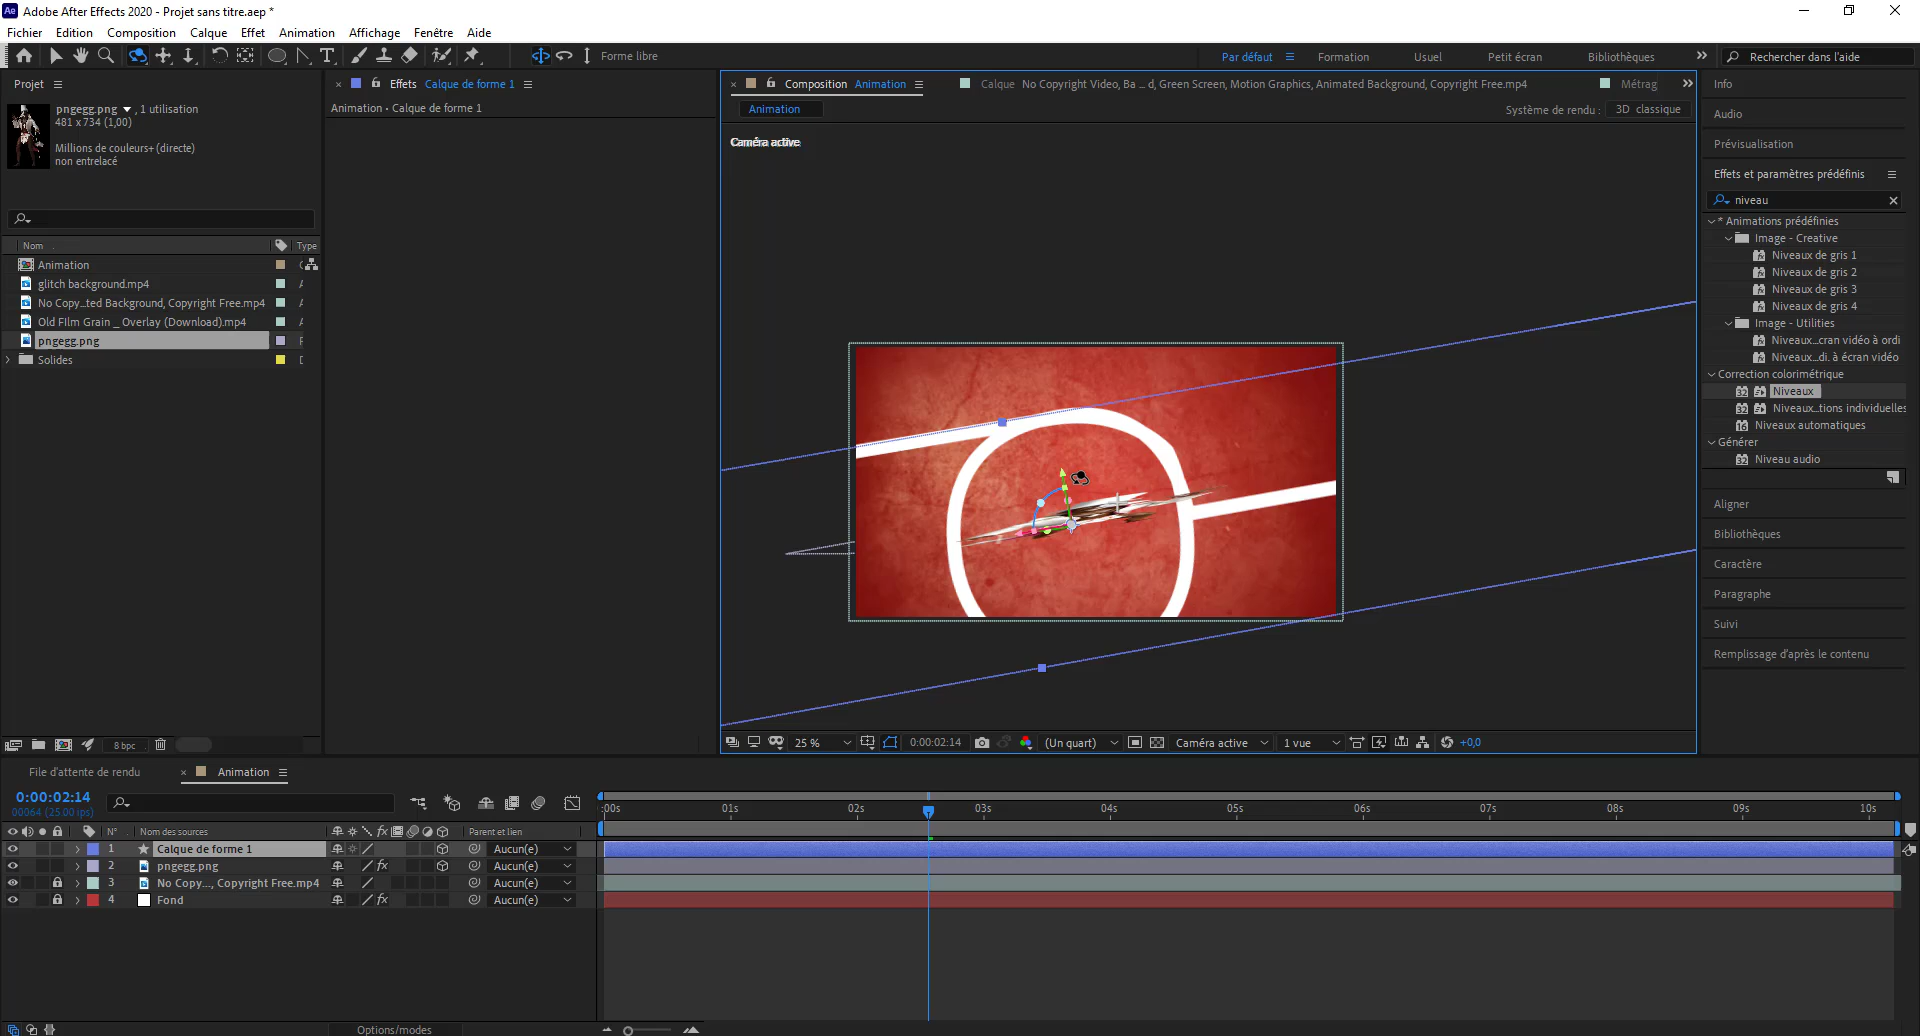 Adobe After Effects 2020 - Projet sans titre.aep *
Fichier Edition Composition Calque Effet Animation Affichage Fenêtre Aide
Forme libre
Par défaut Formation Usuel Petit écran Bibliothèques
Rechercher dans l'aide
Projet
pngegg.png , 1 utilisation
481 x 734 (1,00)
Millions de couleurs+ (directe)
non entrelacé
Nom Type
Animation
glitch background.mp4
No Copy...ted Background, Copyright Free.mp4
Old FIlm Grain _ Overlay (Download).mp4
pngegg.png
Solides
8 bpc
Effets Calque de forme 1
Animation • Calque de forme 1
Composition Animation
Calque No Copyright Video, Ba ... d, Green Screen, Motion Graphics, Animated Background, Copyright Free.mp4
Métrag
Animation
Système de rendu : 3D classique
Caméra active
25 % 0:00:02:14 (Un quart) Caméra active 1 vue +0,0
Info
Audio
Prévisualisation
Effets et paramètres prédéfinis
niveau
* Animations prédéfinies
Image - Creative
Niveaux de gris 1
Niveaux de gris 2
Niveaux de gris 3
Niveaux de gris 4
Image - Utilities
Niveaux...cran vidéo à ordi
Niveaux...di. à écran vidéo
Correction colorimétrique
32 Niveaux
32 Niveaux...tions individuelles
16 Niveaux automatiques
Générer
32 Niveau audio
Aligner
Bibliothèques
Caractère
Paragraphe
Suivi
Remplissage d'après le contenu
File d'attente de rendu Animation
0:00:02:14
00064 (25.00 ips)
:00s 01s 02s 03s 04s 05s 06s 07s 08s 09s 10s
N° Nom des sources fx Parent et lien
1 Calque de forme 1 Aucun(e)
2 pngegg.png fx Aucun(e)
3 No Copy..., Copyright Free.mp4 Aucun(e)
4 Fond fx Aucun(e)
Options/modes